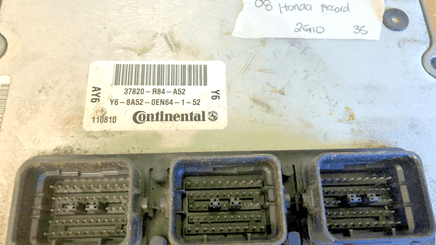 08 Honda Accord
2G10 35
37820-R84-A52
Y6-8A52-0EN64-1-52
AY6
Y6
110810 Continental